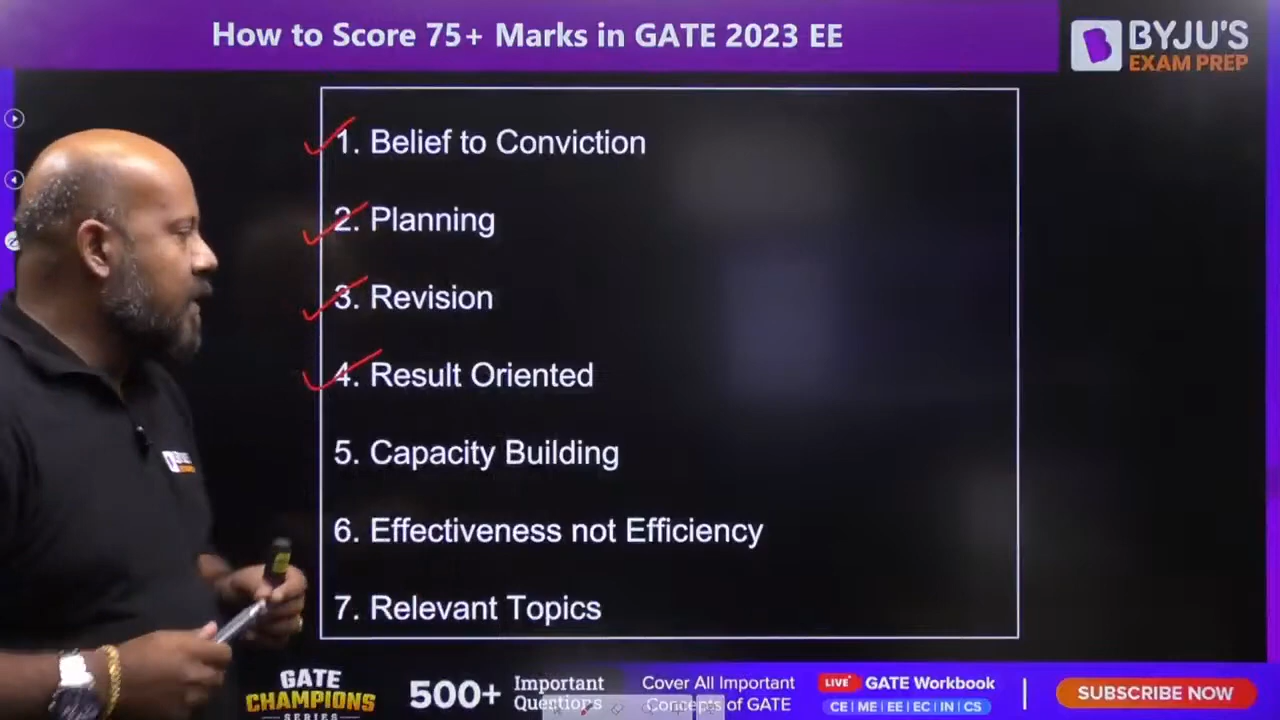 How to Score 75+ Marks in GATE 2023 EE
BYJU'S
EXAM PREP
1. Belief to Conviction
2. Planning
3. Revision
4. Result Oriented
5. Capacity Building
6. Effectiveness not Efficiency
7. Relevant Topics
GATE
CHAMPIONS
SERIES
500+
Important
Questions
Cover All Important
Concepts of GATE
LIVE GATE Workbook
CE | ME | EE | EC | IN | CS
SUBSCRIBE NOW